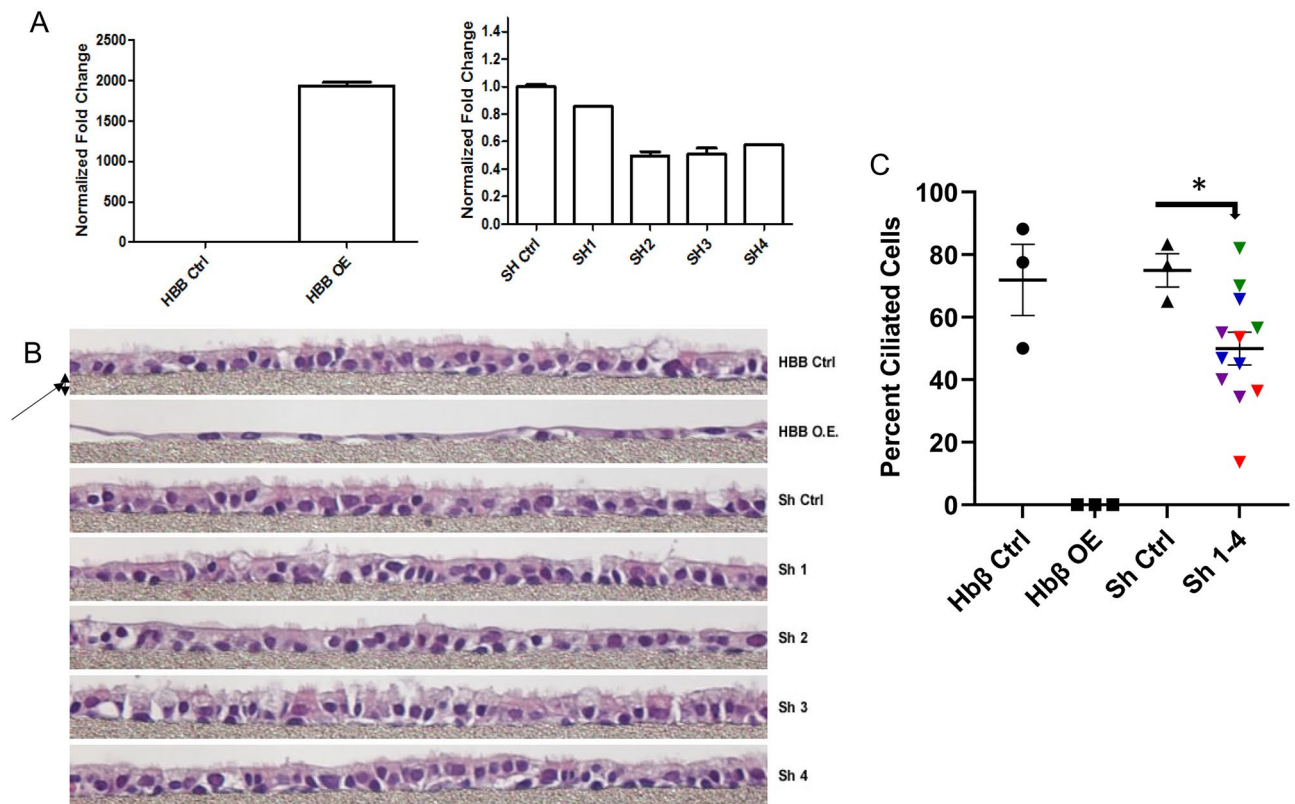 A
Normalized Fold Change
2500
2000
1500
1000
500
0
HBB Ctrl
HBB OE
Normalized Fold Change
1.4
1.2
1.0
0.8
0.6
0.4
0.2
0.0
SH Ctrl
SH1
SH2
SH3
SH4
B
HBB Ctrl
HBB O.E.
Sh Ctrl
Sh 1
Sh 2
Sh 3
Sh 4
C
Percent Ciliated Cells
100
80
60
40
20
0
*
Hbβ Ctrl
Hbβ OE
Sh Ctrl
Sh 1-4